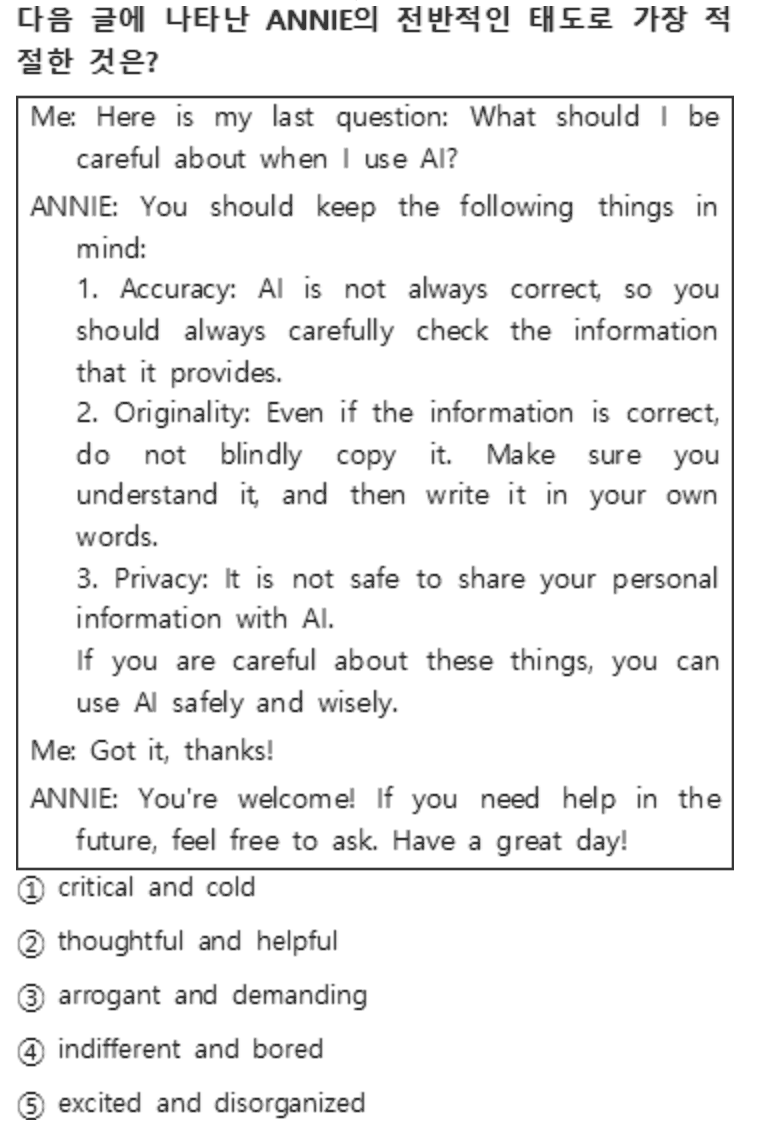 다음 글에 나타난 ANNIE의 전반적인 태도로 가장 적
절한 것은?
Me: Here is my last question: What should I be
careful about when I use AI?
ANNIE: You should keep the following things in
mind:
1. Accuracy: AI is not always correct, so you
should always carefully check the information
that it provides.
2. Originality: Even if the information is correct,
do not blindly copy it. Make sure you
understand it, and then write it in your own
words.
3. Privacy: It is not safe to share your personal
information with AI.
If you are careful about these things, you can
use AI safely and wisely.
Me: Got it, thanks!
ANNIE: You're welcome! If you need help in the
future, feel free to ask. Have a great day!
① critical and cold
② thoughtful and helpful
③ arrogant and demanding
④ indifferent and bored
⑤ excited and disorganized